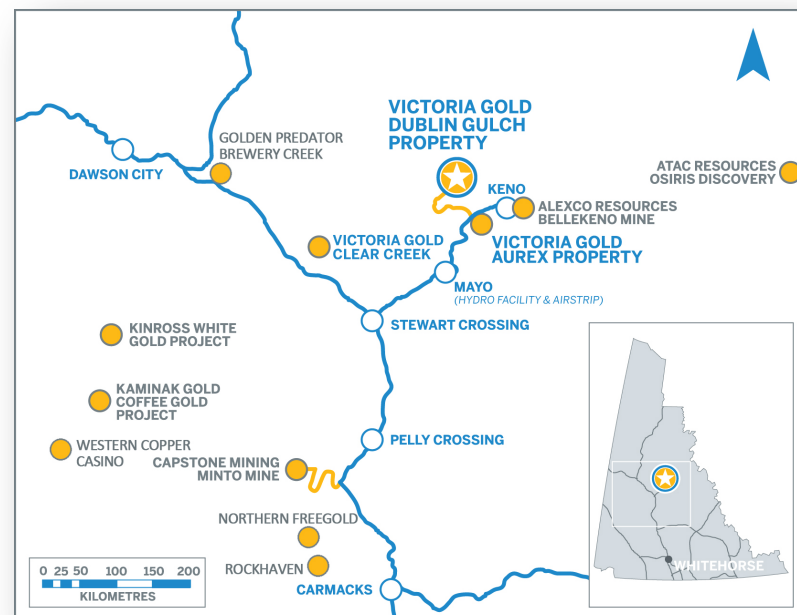 VICTORIA GOLD
DUBLIN GULCH
PROPERTY
GOLDEN PREDATOR
BREWERY CREEK
DAWSON CITY
ATAC RESOURCES
OSIRIS DISCOVERY
KENO
ALEXCO RESOURCES
BELLEKENO MINE
VICTORIA GOLD
CLEAR CREEK
VICTORIA GOLD
AUREX PROPERTY
MAYO
(HYDRO FACILITY & AIRSTRIP)
STEWART CROSSING
KINROSS WHITE
GOLD PROJECT
KAMINAK GOLD
COFFEE GOLD
PROJECT
PELLY CROSSING
WESTERN COPPER
CASINO
CAPSTONE MINING
MINTO MINE
NORTHERN FREEGOLD
ROCKHAVEN
CARMACKS
WHITEHORSE
0 25 50 100 150 200
KILOMETRES